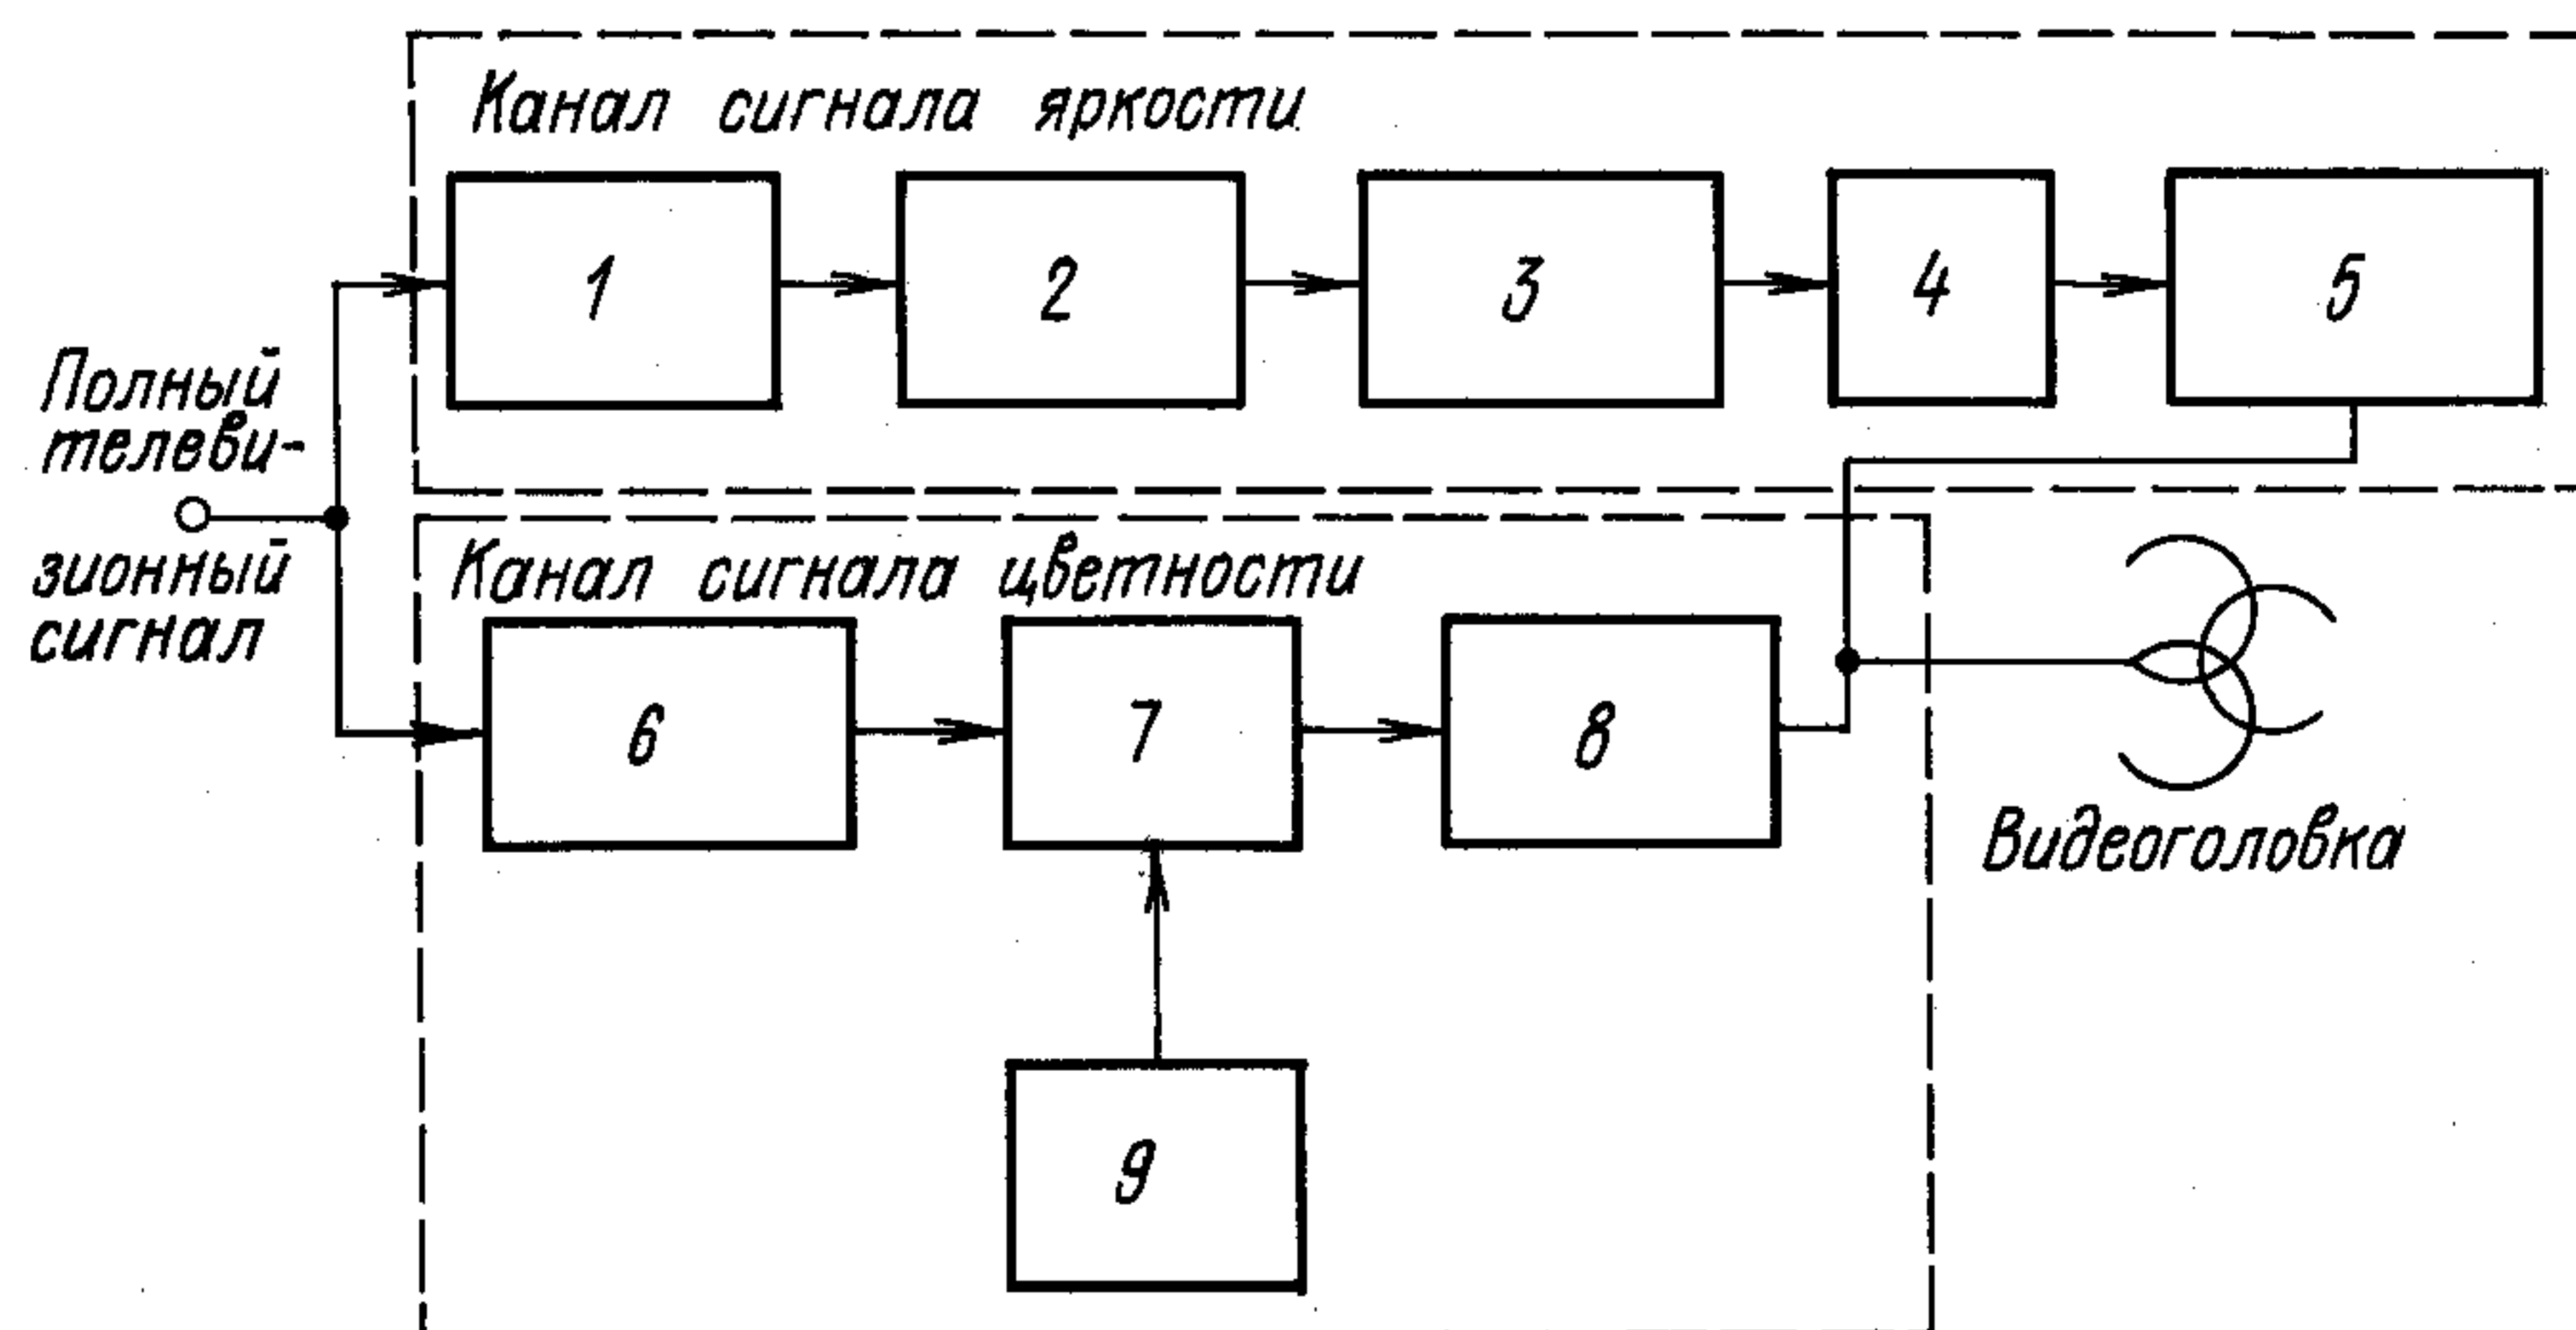 Канал сигнала яркости
1
2
3
4
5
Полный
телеви-
зионный
сигнал
Канал сигнала цветности
6
7
8
9
Видеоголовка